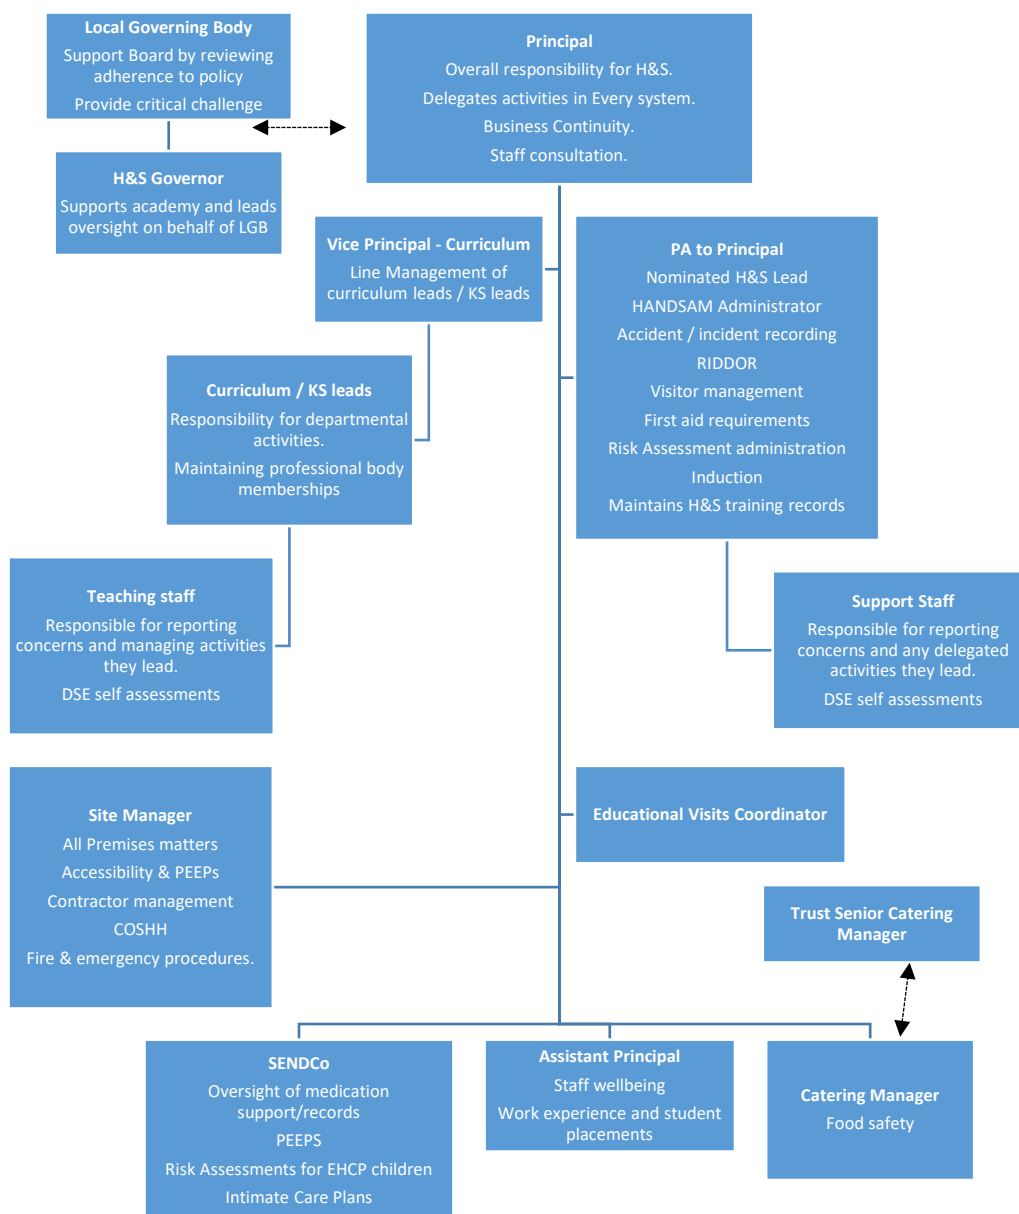 Local Governing Body
Support Board by reviewing
adherence to policy
Provide critical challenge
Principal
Overall responsibility for H&S.
Delegates activities in Every system.
Business Continuity.
Staff consultation.
H&S Governor
Supports academy and leads
oversight on behalf of LGB
Vice Principal - Curriculum
Line Management of
curriculum leads / KS leads
PA to Principal
Nominated H&S Lead
HANDSAM Administrator
Accident / incident recording
RIDDOR
Visitor management
First aid requirements
Risk Assessment administration
Induction
Maintains H&S training records
Curriculum / KS leads
Responsibility for departmental
activities.
Maintaining professional body
memberships
Teaching staff
Responsible for reporting
concerns and managing activities
they lead.
DSE self assessments
Support Staff
Responsible for reporting
concerns and any delegated
activities they lead.
DSE self assessments
Site Manager
All Premises matters
Accessibility & PEEPs
Contractor management
COSHH
Fire & emergency procedures.
Educational Visits Coordinator
Trust Senior Catering
Manager
SENDCo
Oversight of medication
support/records
PEEPS
Risk Assessments for EHCP children
Intimate Care Plans
Assistant Principal
Staff wellbeing
Work experience and student
placements
Catering Manager
Food safety